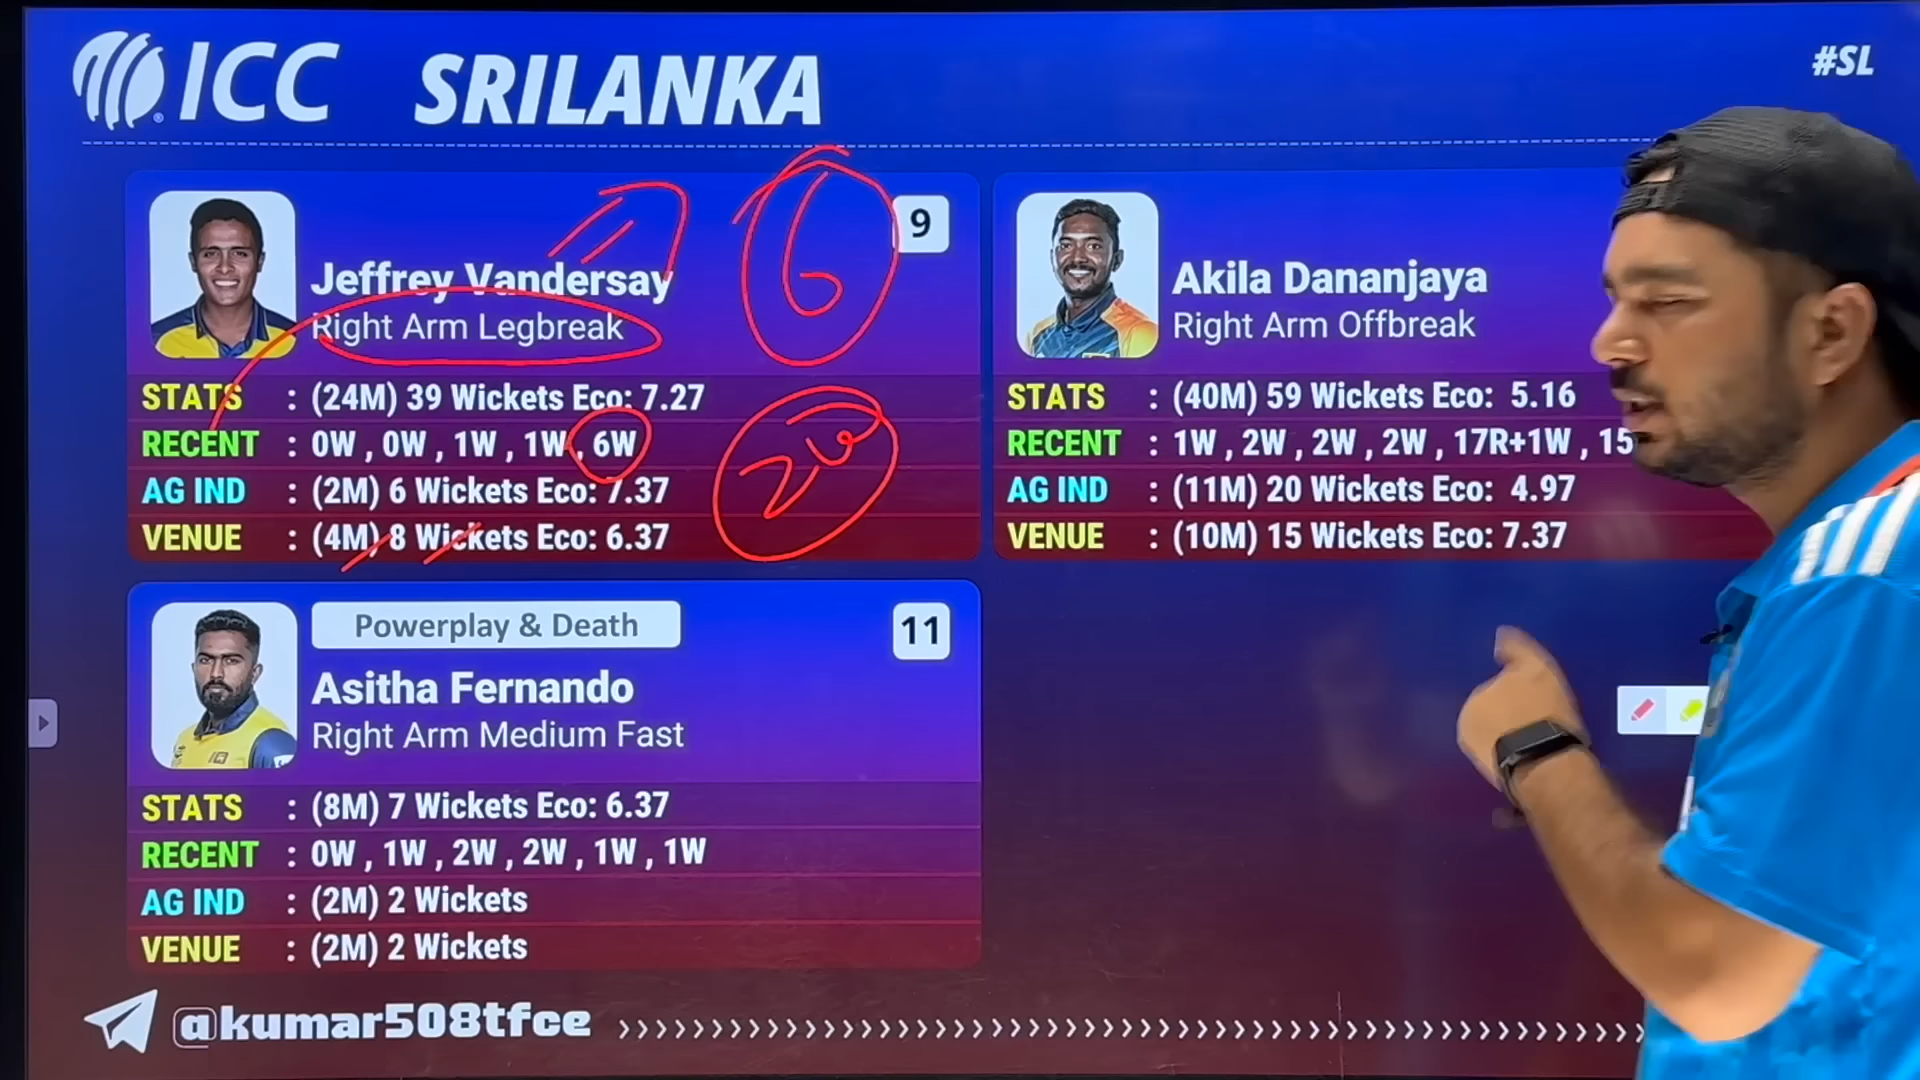 ICC SRILANKA
#SL
9
Jeffrey Vandersay
Right Arm Legbreak
STATS : (24M) 39 Wickets Eco: 7.27
RECENT : 0W , 0W , 1W , 1W , 6W
AG IND : (2M) 6 Wickets Eco: 7.37
VENUE : (4M) 8 Wickets Eco: 6.37
6
20
Akila Dananjaya
Right Arm Offbreak
STATS : (40M) 59 Wickets Eco: 5.16
RECENT : 1W , 2W , 2W , 2W , 17R+1W , 15
AG IND : (11M) 20 Wickets Eco: 4.97
VENUE : (10M) 15 Wickets Eco: 7.37
Powerplay & Death
11
Asitha Fernando
Right Arm Medium Fast
STATS : (8M) 7 Wickets Eco: 6.37
RECENT : 0W , 1W , 2W , 2W , 1W , 1W
AG IND : (2M) 2 Wickets
VENUE : (2M) 2 Wickets
@kumar508tfce